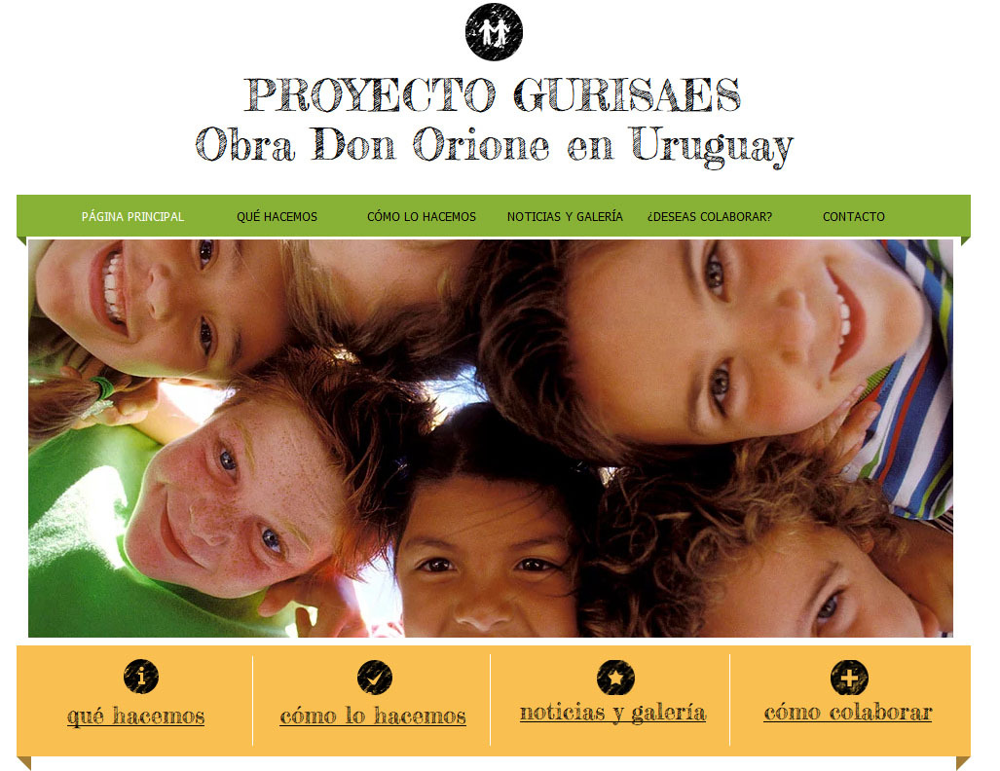 PROYECTO GURISAES
Obra Don Orione en Uruguay
PÁGINA PRINCIPAL
QUÉ HACEMOS
CÓMO LO HACEMOS
NOTICIAS Y GALERÍA
¿DESEAS COLABORAR?
CONTACTO
qué hacemos
cómo lo hacemos
noticias y galería
cómo colaborar